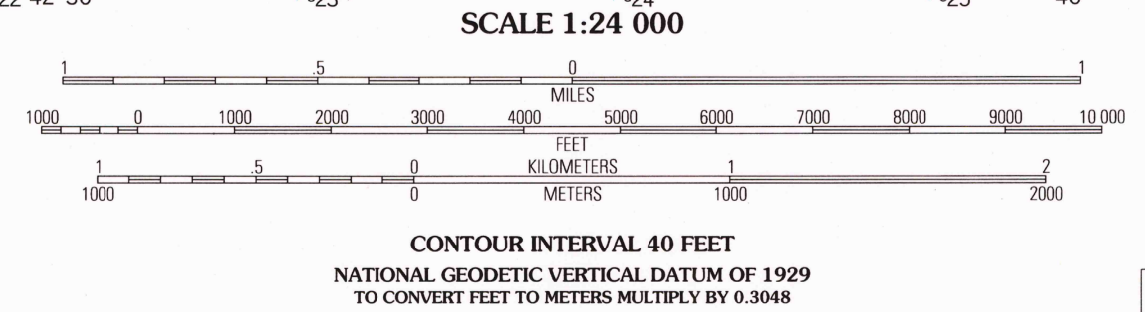 SCALE 1:24 000
1 .5 0 1
MILES
1000 0 1000 2000 3000 4000 5000 6000 7000 8000 9000 10 000
FEET
1 .5 0 KILOMETERS 1 2
1000 0 METERS 1000 2000
CONTOUR INTERVAL 40 FEET
NATIONAL GEODETIC VERTICAL DATUM OF 1929
TO CONVERT FEET TO METERS MULTIPLY BY 0.3048